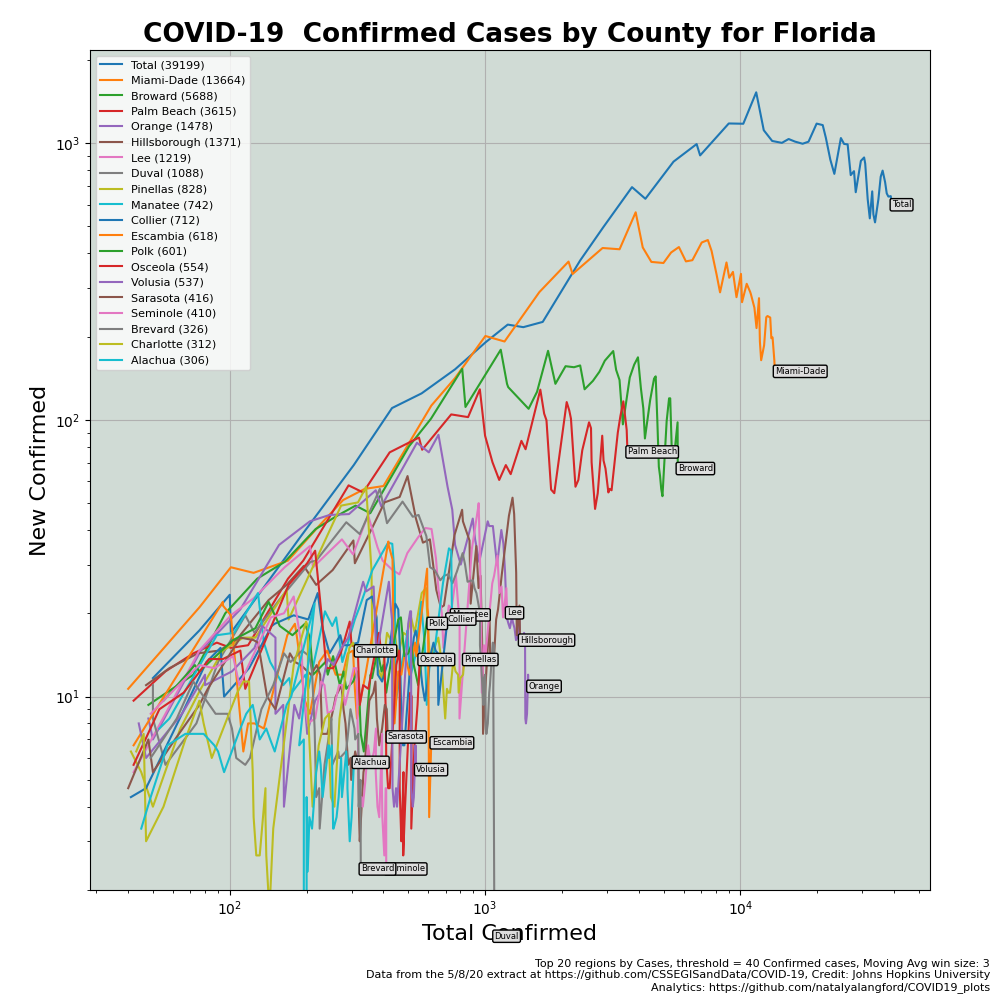 COVID-19  Confirmed Cases by County for Florida
Total (39199)
Miami-Dade (13664)
Broward (5688)
Palm Beach (3615)
Orange (1478)
Hillsborough (1371)
Lee (1219)
Duval (1088)
Pinellas (828)
Manatee (742)
Collier (712)
Escambia (618)
Polk (601)
Osceola (554)
Volusia (537)
Sarasota (416)
Seminole (410)
Brevard (326)
Charlotte (312)
Alachua (306)
New Confirmed
10³
10²
10¹
Total
Miami-Dade
Palm Beach
Broward
Lee
Polk
Collier
Hillsborough
Charlotte
Osceola
Pinellas
Orange
Sarasota
Escambia
Alachua
Volusia
Brevard
10² 10³ 10⁴
Total Confirmed
Duval
Top 20 regions by Cases, threshold = 40 Confirmed cases, Moving Avg win size: 3
Data from the 5/8/20 extract at https://github.com/CSSEGISandData/COVID-19, Credit: Johns Hopkins University
Analytics: https://github.com/natalyalangford/COVID19_plots